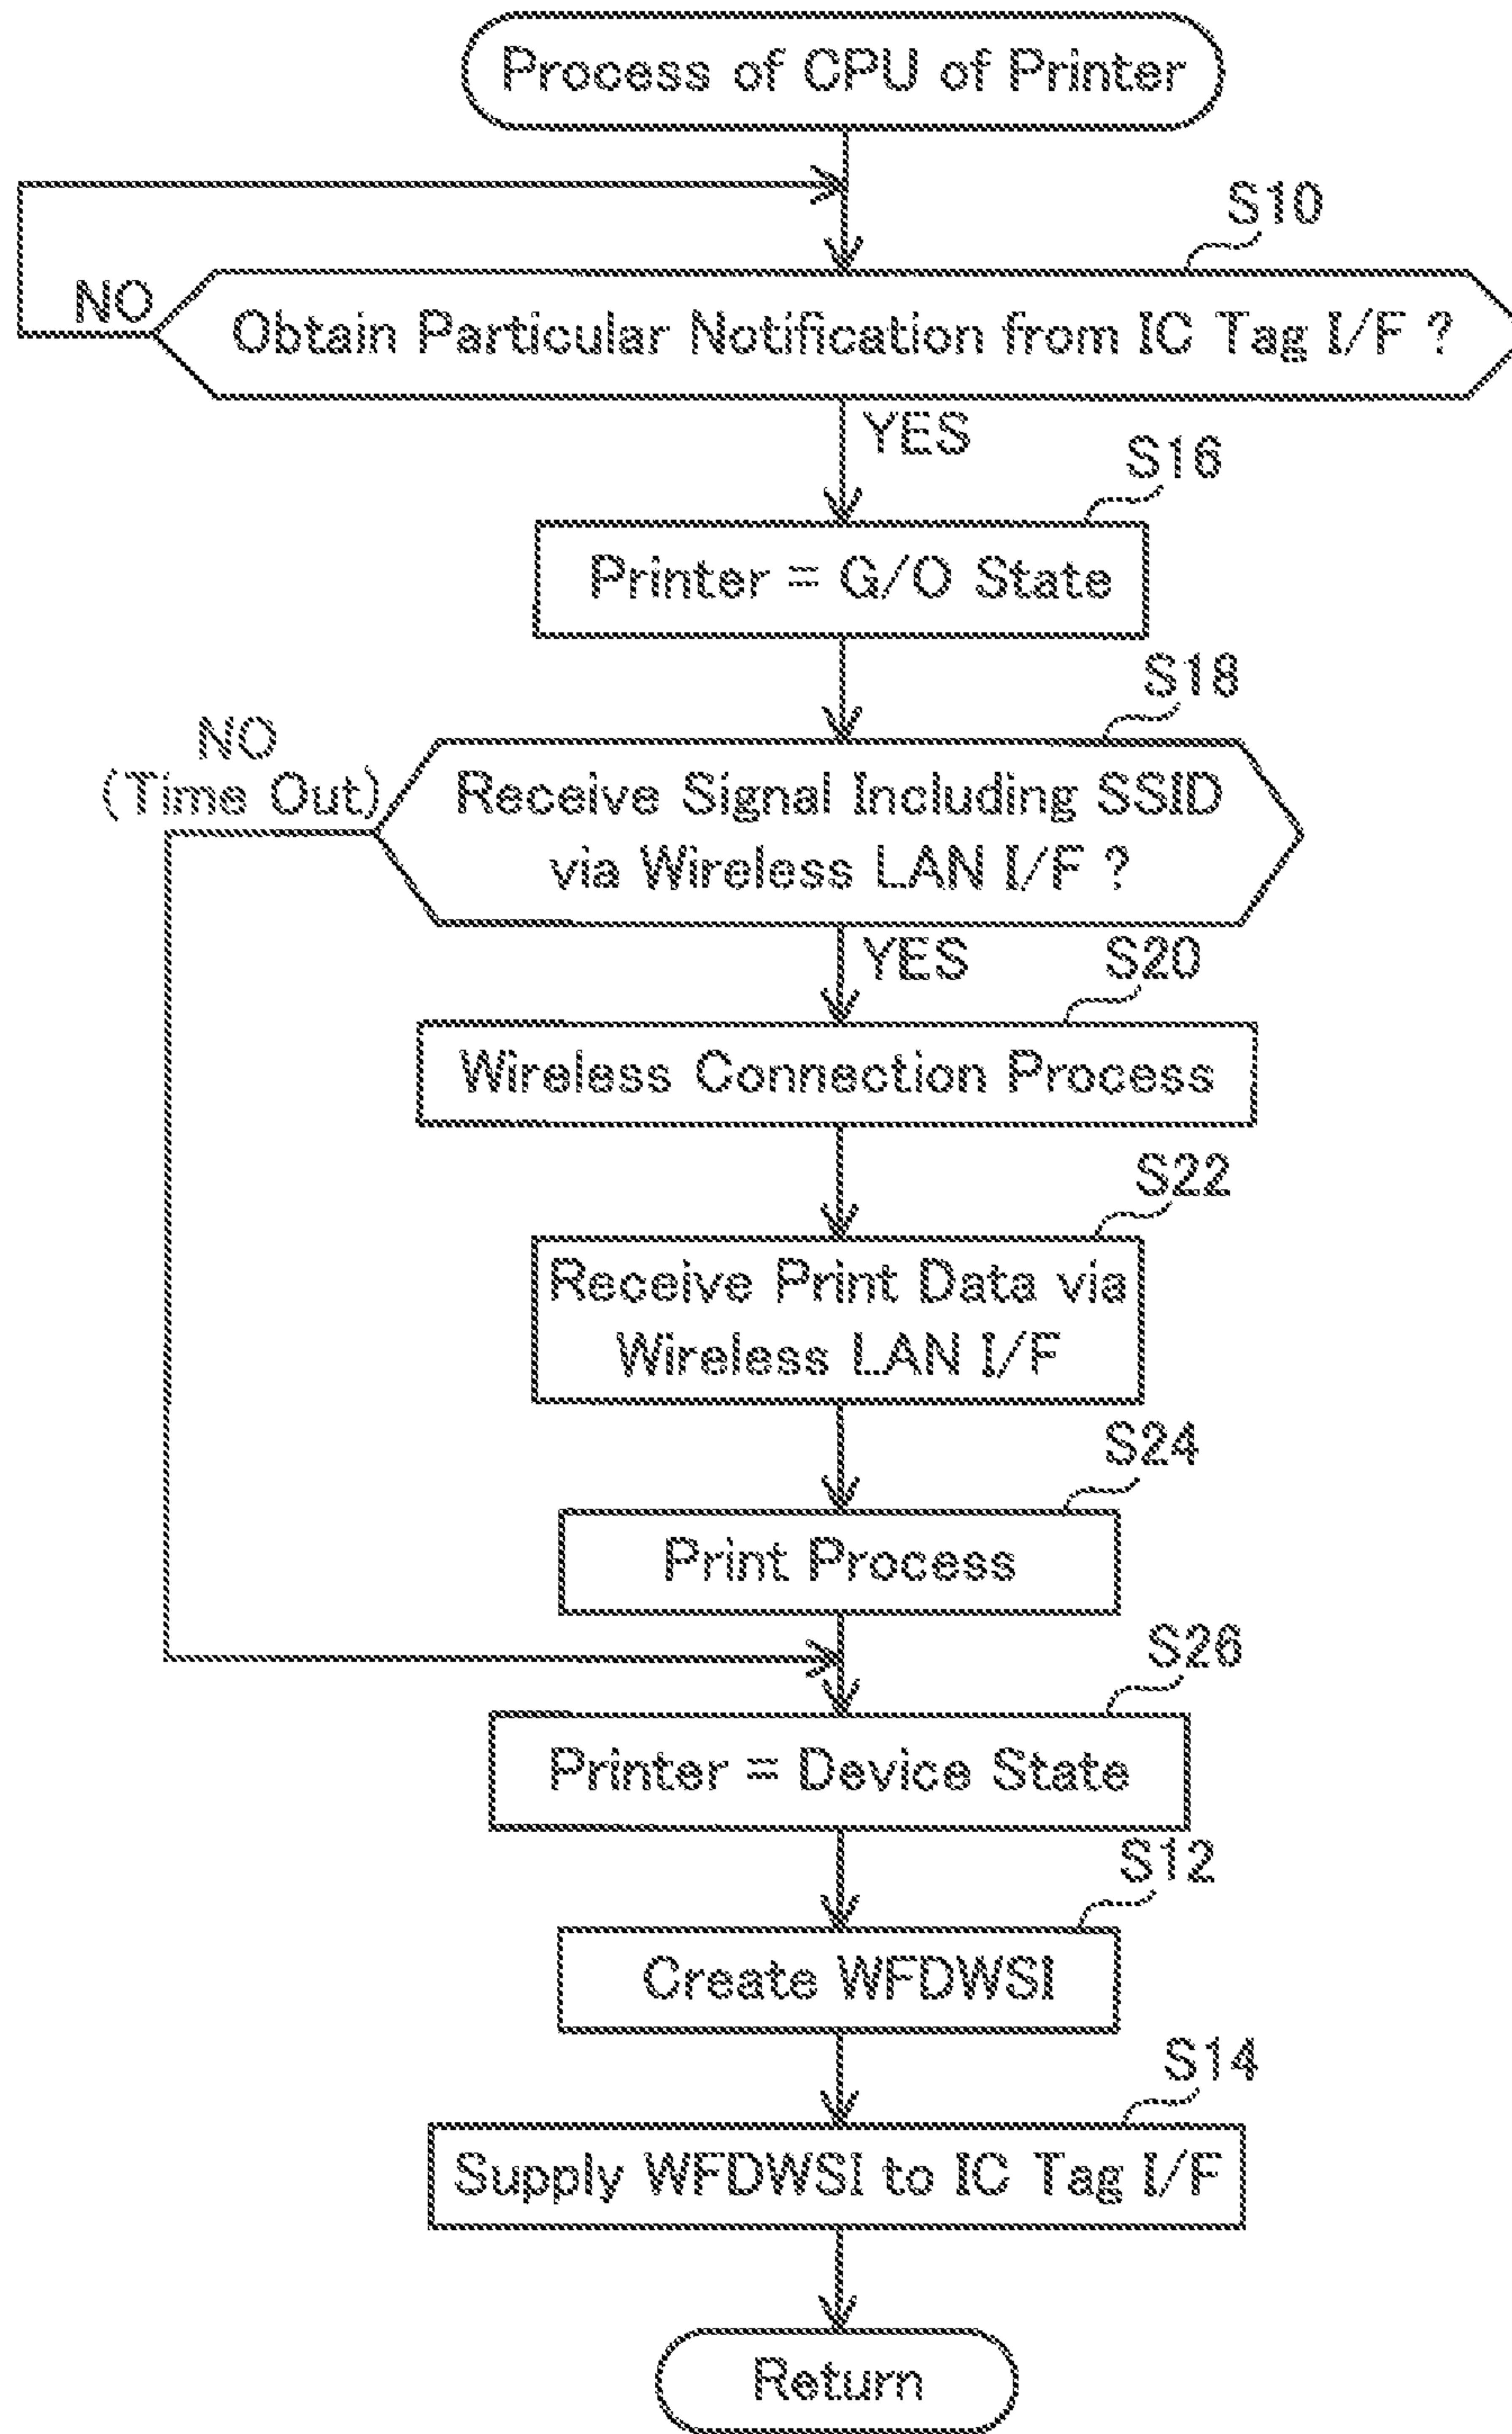 Process of CPU of Printer
S10
NO
Obtain Particular Notification from IC Tag I/F ?
YES
S16
Printer = G/O State
S18
NO
(Time Out)
Receive Signal Including SSID
via Wireless LAN I/F ?
YES
S20
Wireless Connection Process
S22
Receive Print Data via
Wireless LAN I/F
S24
Print Process
S26
Printer = Device State
S12
Create WFDWSI
S14
Supply WFDWSI to IC Tag I/F
Return